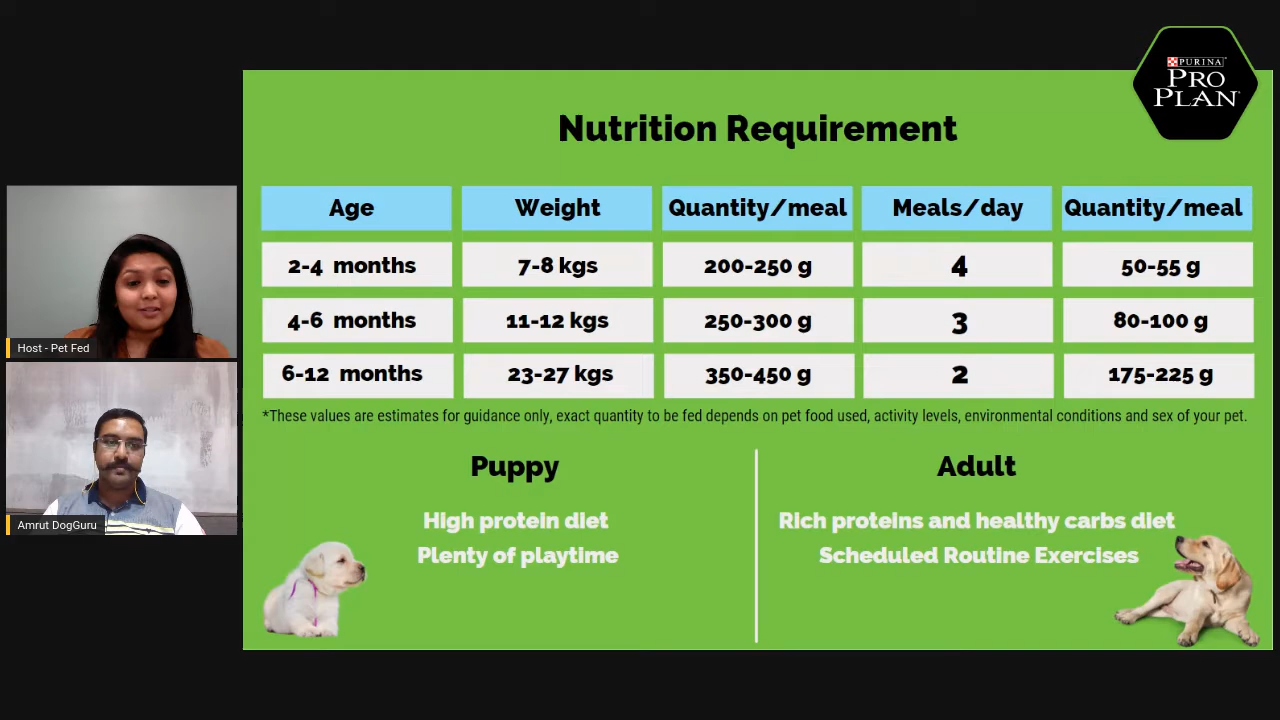 PURINA
PRO
PLAN
Nutrition Requirement
Age Weight Quantity/meal Meals/day Quantity/meal
2-4 months 7-8 kgs 200-250 g 4 50-55 g
4-6 months 11-12 kgs 250-300 g 3 80-100 g
6-12 months 23-27 kgs 350-450 g 2 175-225 g
*These values are estimates for guidance only, exact quantity to be fed depends on pet food used, activity levels, environmental conditions and sex of your pet.
Puppy
High protein diet
Plenty of playtime
Adult
Rich proteins and healthy carbs diet
Scheduled Routine Exercises
Host - Pet Fed
Amrut DogGuru